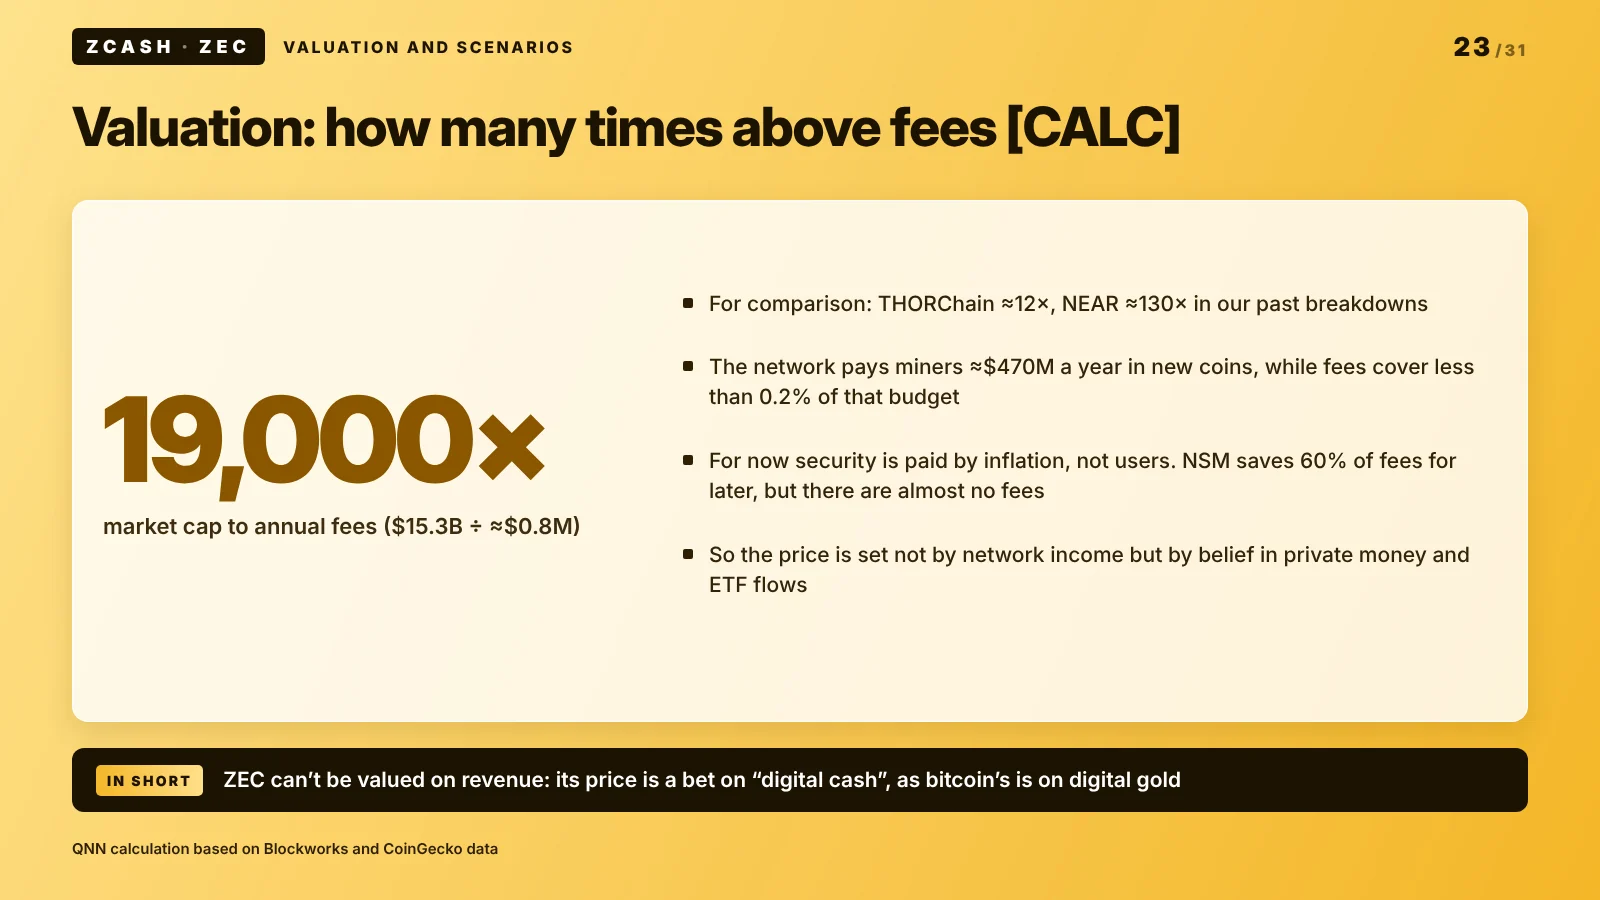 ZCASH · ZEC
VALUATION AND SCENARIOS
23/31
Valuation: how many times above fees [CALC]
19,000×
market cap to annual fees ($15.3B ÷ ≈$0.8M)
For comparison: THORChain ≈12×, NEAR ≈130× in our past breakdowns
The network pays miners ≈$470M a year in new coins, while fees cover less
than 0.2% of that budget
For now security is paid by inflation, not users. NSM saves 60% of fees for
later, but there are almost no fees
So the price is set not by network income but by belief in private money and
ETF flows
IN SHORT
ZEC can’t be valued on revenue: its price is a bet on “digital cash”, as bitcoin’s is on digital gold
QNN calculation based on Blockworks and CoinGecko data